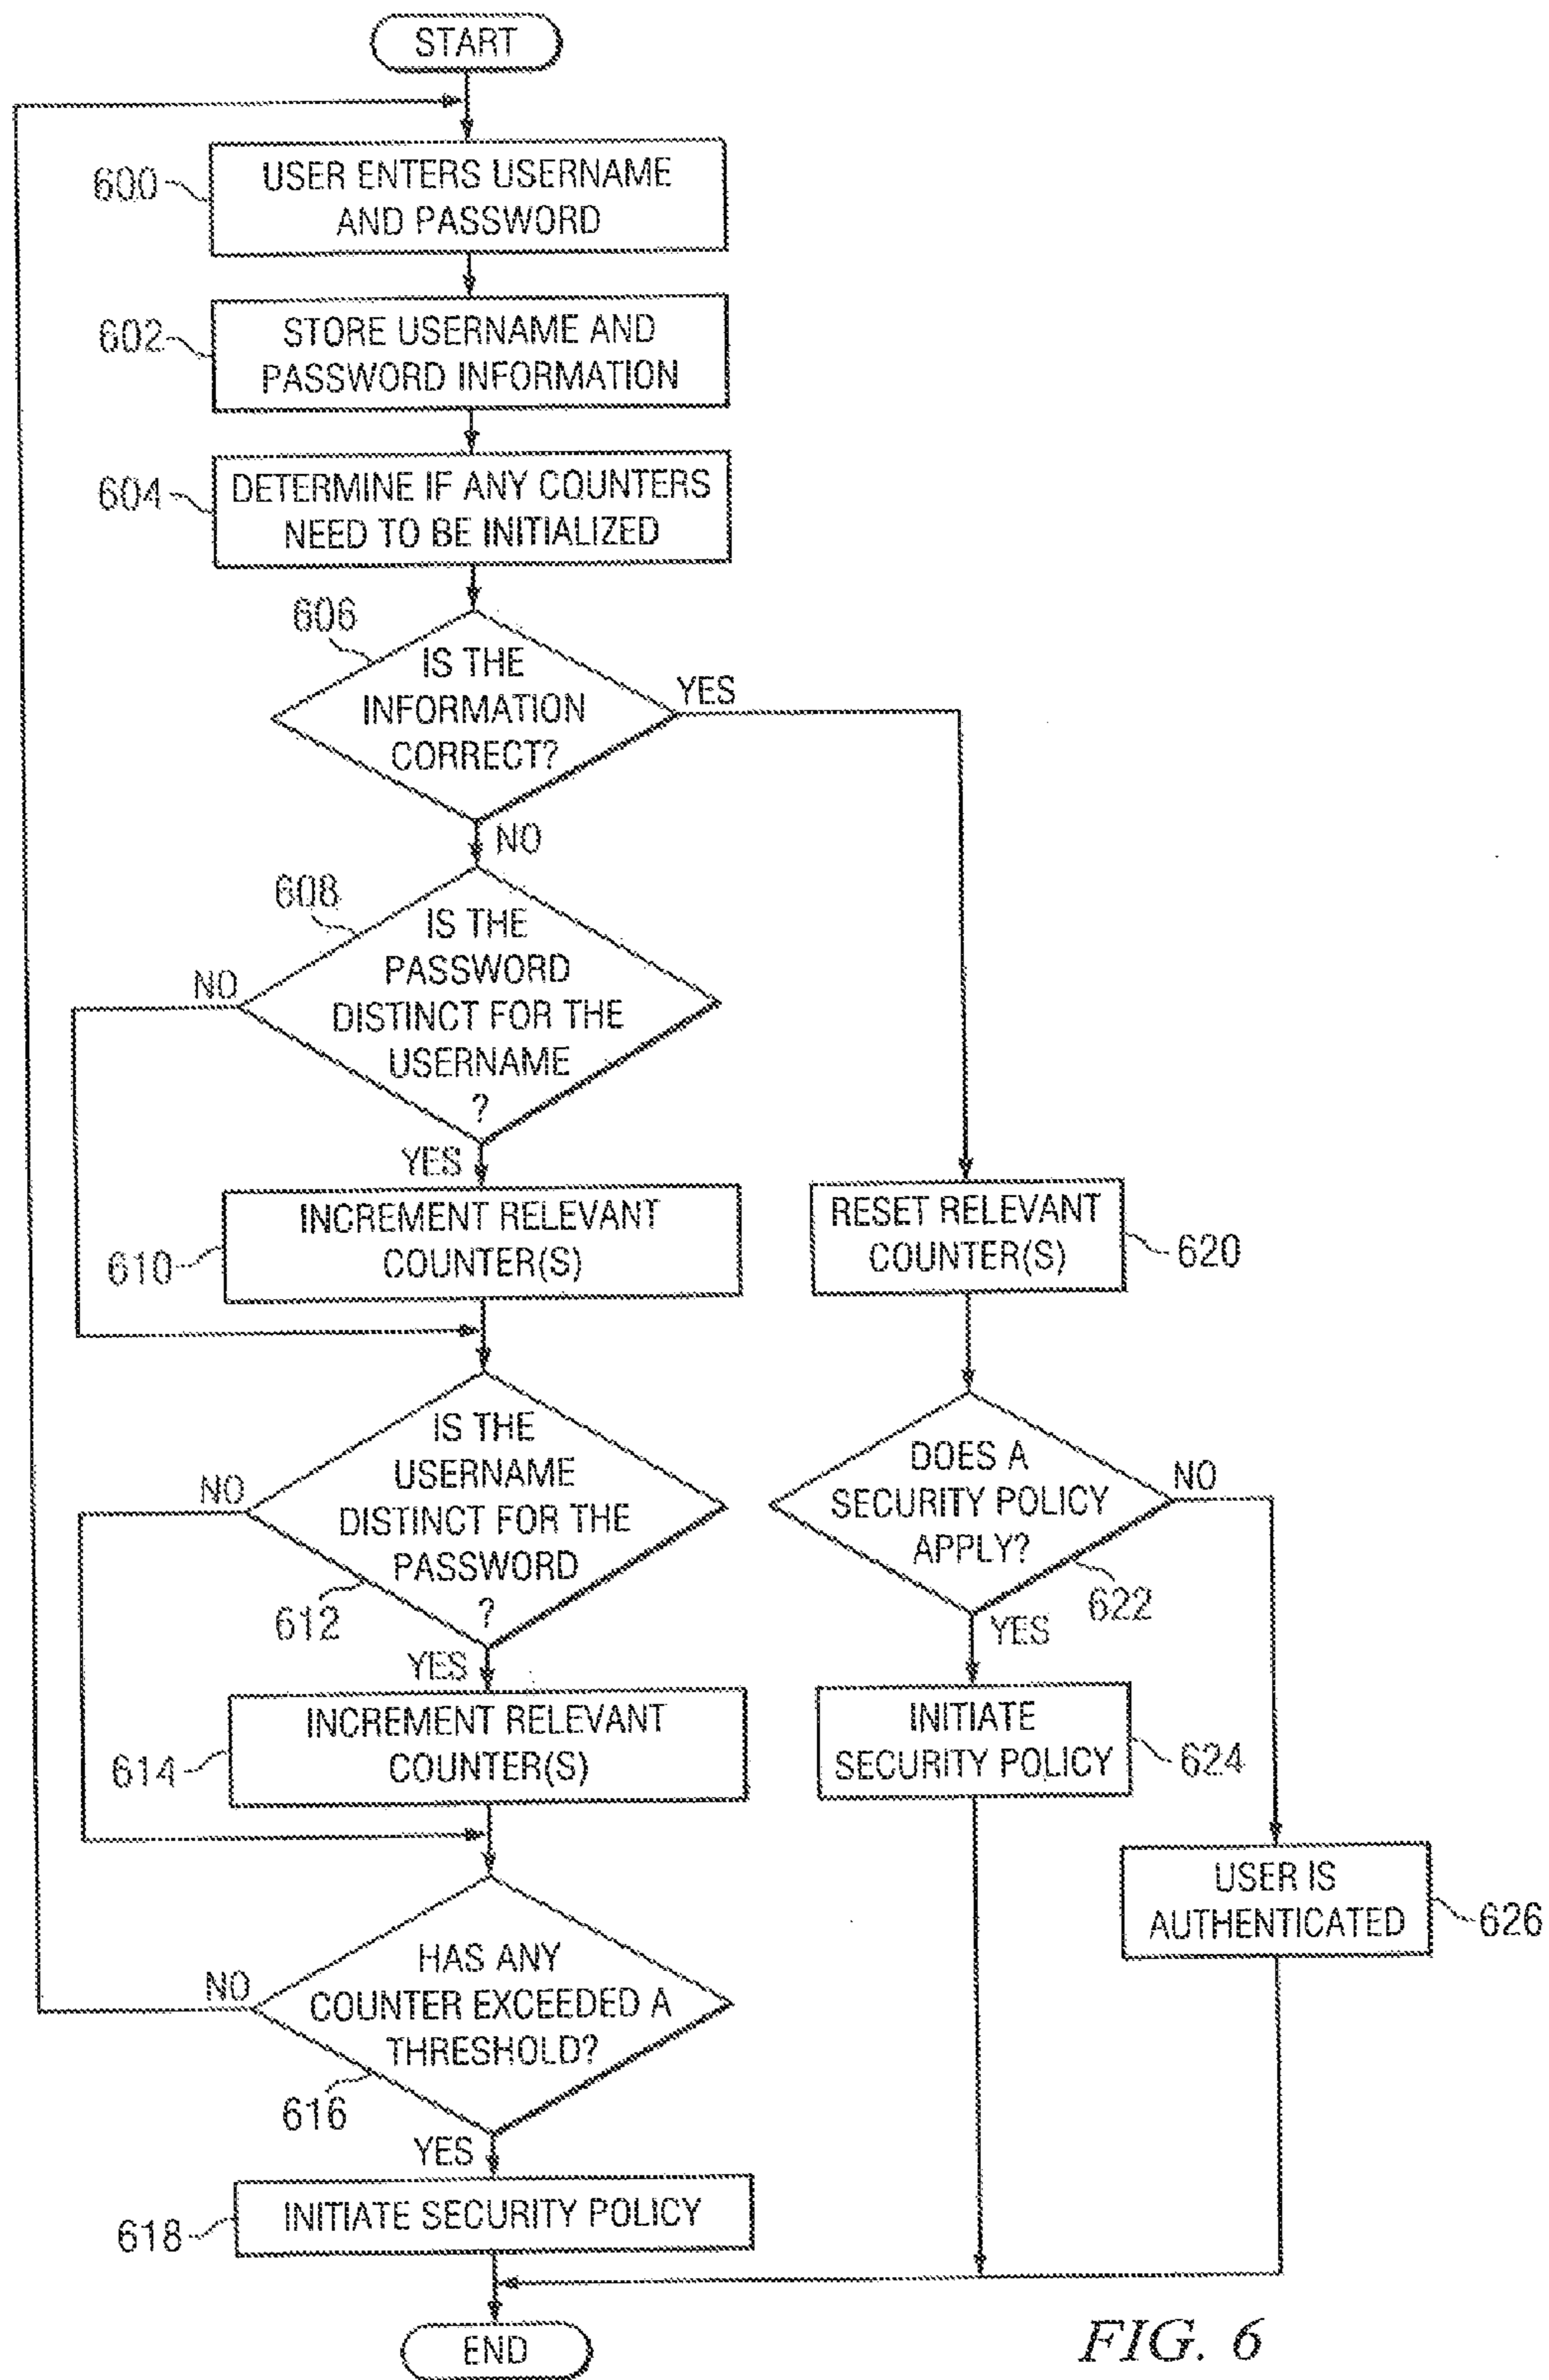 START
600
USER ENTERS USERNAME
AND PASSWORD
602
STORE USERNAME AND
PASSWORD INFORMATION
604
DETERMINE IF ANY COUNTERS
NEED TO BE INITIALIZED
606
IS THE
INFORMATION
CORRECT?
YES
NO
608
IS THE
PASSWORD
DISTINCT FOR THE
USERNAME
?
NO
YES
610
INCREMENT RELEVANT
COUNTER(S)
RESET RELEVANT
COUNTER(S)
620
IS THE
USERNAME
DISTINCT FOR THE
PASSWORD
?
NO
612
YES
DOES A
SECURITY POLICY
APPLY?
NO
622
YES
614
INCREMENT RELEVANT
COUNTER(S)
INITIATE
SECURITY POLICY
624
USER IS
AUTHENTICATED
626
HAS ANY
COUNTER EXCEEDED A
THRESHOLD?
NO
616
YES
618
INITIATE SECURITY POLICY
END
FIG. 6